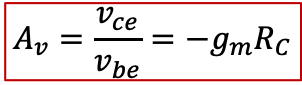 A_v = v_ce / v_be = −g_m R_C